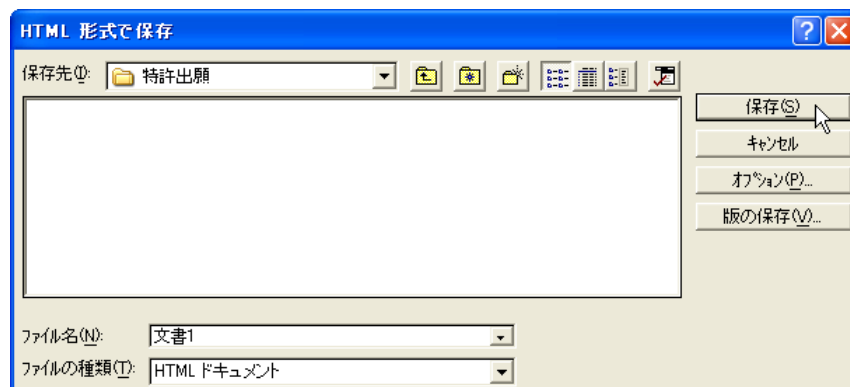 HTML 形式で保存
保存先(I): 特許出願
保存(S)
キャンセル
オプション(P)...
版の保存(V)...
ファイル名(N): 文書1
ファイルの種類(T): HTML ドキュメント